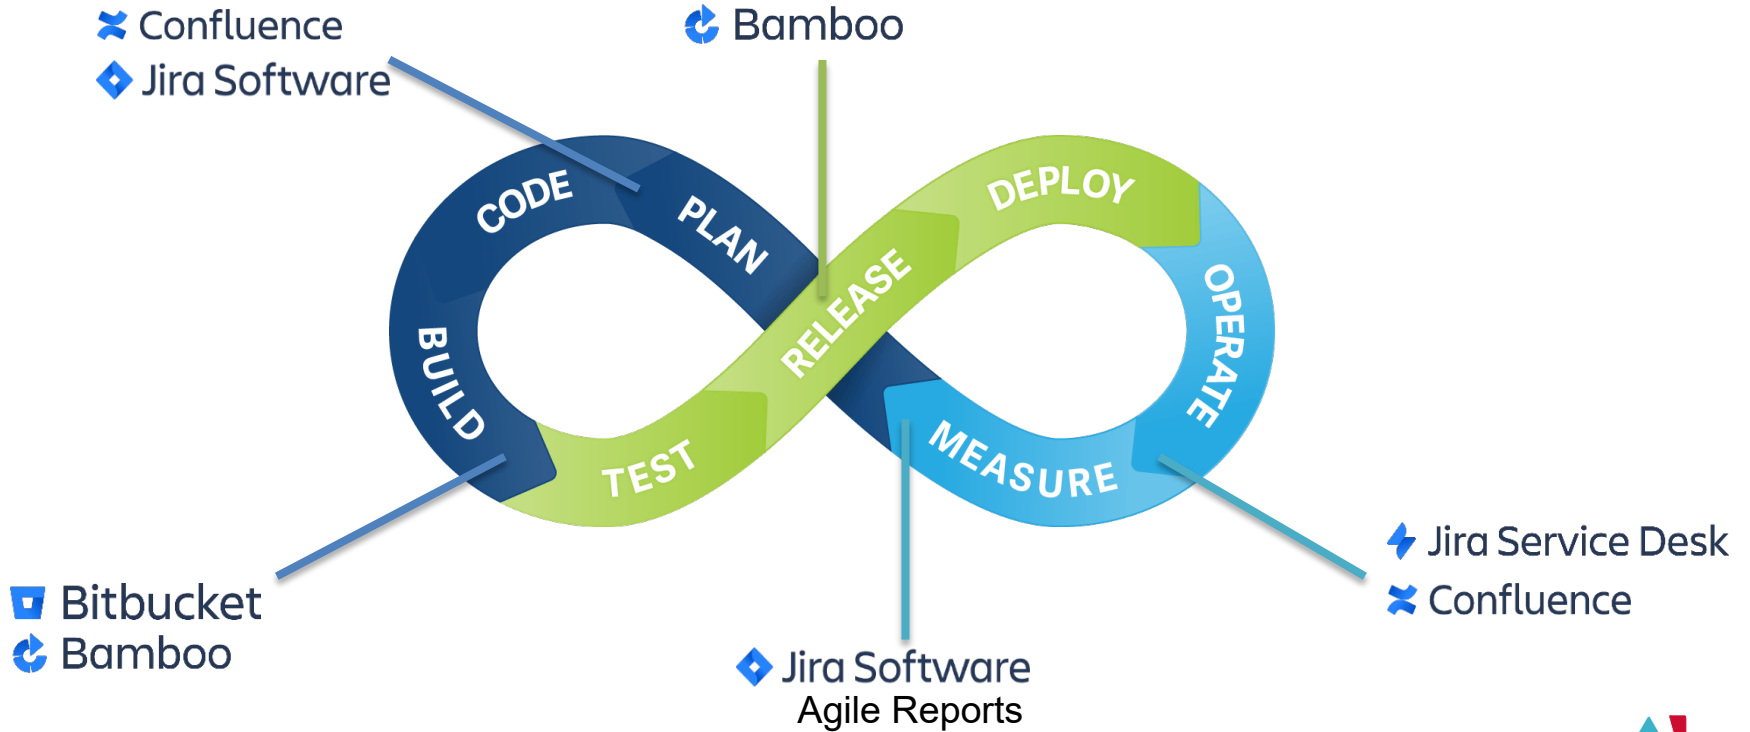 Confluence
Jira Software
Bamboo
CODE
PLAN
BUILD
TEST
RELEASE
DEPLOY
OPERATE
MEASURE
Bitbucket
Bamboo
Jira Software
Agile Reports
Jira Service Desk
Confluence